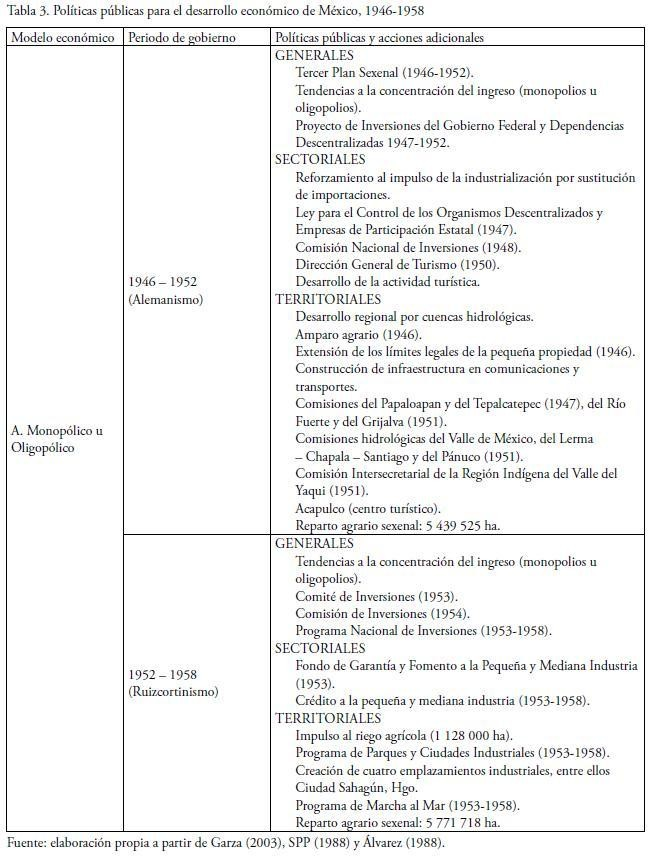 Tabla 3. Políticas públicas para el desarrollo económico de México, 1946-1958
Modelo económico
Periodo de gobierno
Políticas públicas y acciones adicionales
A. Monopólico u
Oligopólico
1946 – 1952
(Alemanismo)
GENERALES
Tercer Plan Sexenal (1946-1952).
Tendencias a la concentración del ingreso (monopolios u
oligopolios).
Proyecto de Inversiones del Gobierno Federal y Dependencias
Descentralizadas 1947-1952.
SECTORIALES
Reforzamiento al impulso de la industrialización por sustitución
de importaciones.
Ley para el Control de los Organismos Descentralizados y
Empresas de Participación Estatal (1947).
Comisión Nacional de Inversiones (1948).
Dirección General de Turismo (1950).
Desarrollo de la actividad turística.
TERRITORIALES
Desarrollo regional por cuencas hidrológicas.
Amparo agrario (1946).
Extensión de los límites legales de la pequeña propiedad (1946).
Construcción de infraestructura en comunicaciones y
transportes.
Comisiones del Papaloapan y del Tepalcatepec (1947), del Río
Fuerte y del Grijalva (1951).
Comisiones hidrológicas del Valle de México, del Lerma
– Chapala – Santiago y del Pánuco (1951).
Comisión Intersecretarial de la Región Indígena del Valle del
Yaqui (1951).
Acapulco (centro turístico).
Reparto agrario sexenal: 5 439 525 ha.
1952 – 1958
(Ruizcortinismo)
GENERALES
Tendencias a la concentración del ingreso (monopolios u
oligopolios).
Comité de Inversiones (1953).
Comisión de Inversiones (1954).
Programa Nacional de Inversiones (1953-1958).
SECTORIALES
Fondo de Garantía y Fomento a la Pequeña y Mediana Industria
(1953).
Crédito a la pequeña y mediana industria (1953-1958).
TERRITORIALES
Impulso al riego agrícola (1 128 000 ha).
Programa de Parques y Ciudades Industriales (1953-1958).
Creación de cuatro emplazamientos industriales, entre ellos
Ciudad Sahagún, Hgo.
Programa de Marcha al Mar (1953-1958).
Reparto agrario sexenal: 5 771 718 ha.
Fuente: elaboración propia a partir de Garza (2003), SPP (1988) y Álvarez (1988).